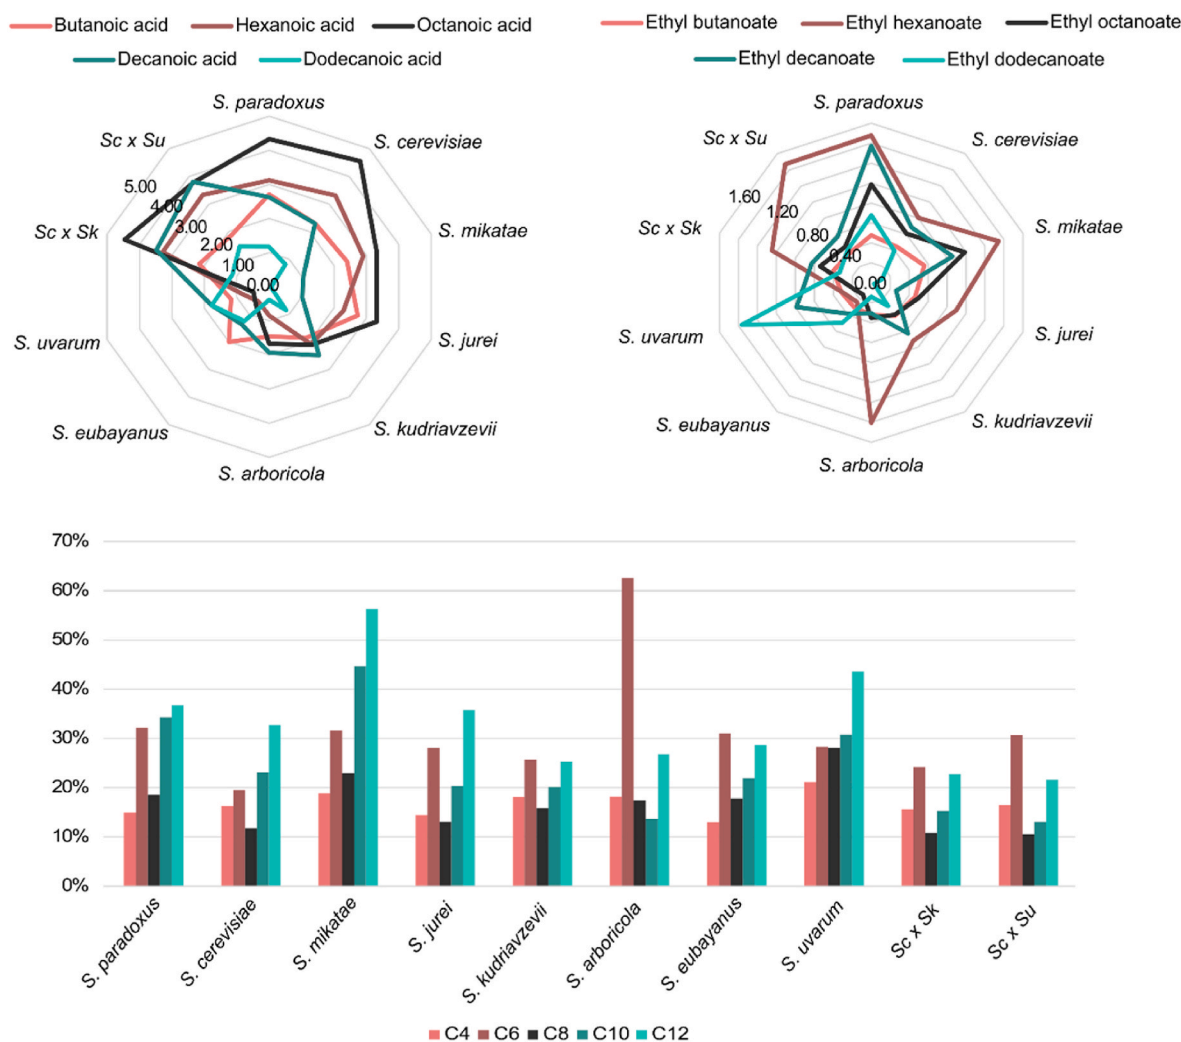 Butanoic acid Hexanoic acid Octanoic acid
Decanoic acid Dodecanoic acid
S. paradoxus
S. cerevisiae
S. mikatae
S. jurei
S. kudriavzevii
S. arboricola
S. eubayanus
S. uvarum
Sc x Sk
Sc x Su
5.00
4.00
3.00
2.00
1.00
0.00
Ethyl butanoate Ethyl hexanoate Ethyl octanoate
Ethyl decanoate Ethyl dodecanoate
S. paradoxus
S. cerevisiae
S. mikatae
S. jurei
S. kudriavzevii
S. arboricola
S. eubayanus
S. uvarum
Sc x Sk
Sc x Su
1.60
1.20
0.80
0.40
0.00
70%
60%
50%
40%
30%
20%
10%
0%
S. paradoxus
S. cerevisiae
S. mikatae
S. jurei
S. kudriavzevii
S. arboricola
S. eubayanus
S. uvarum
Sc x Sk
Sc x Su
C4 C6 C8 C10 C12